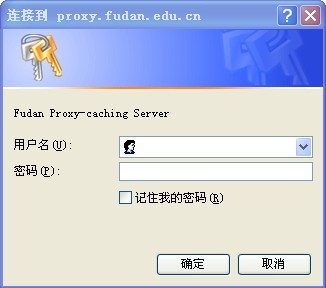 连接到 proxy.fudan.edu.cn
Fudan Proxy-caching Server
用户名(U):
密码(P):
记住我的密码(R)
确定
取消